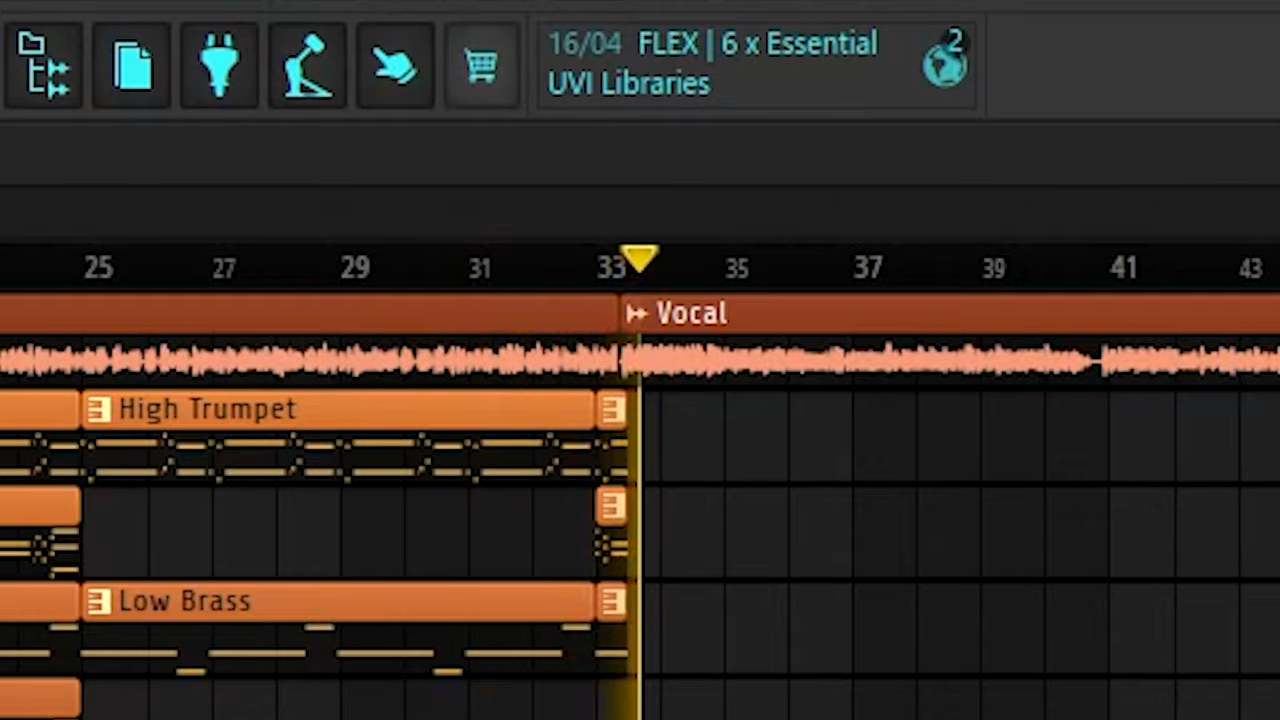 16/04 FLEX | 6 x Essential
UVI Libraries
2
25 27 29 31 33 35 37 39 41 43
Vocal
High Trumpet
Low Brass